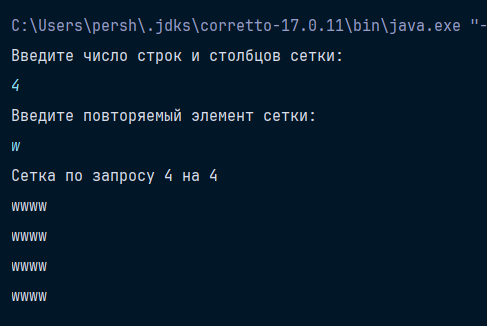 C:\Users\persh\.jdks\corretto-17.0.11\bin\java.exe "-
Введите число строк и столбцов сетки:
4
Введите повторяемый элемент сетки:
w
Сетка по запросу 4 на 4
wwww
wwww
wwww
wwww